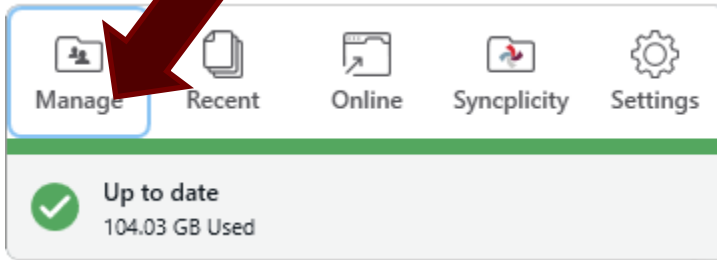 Manage Recent Online Syncplicity Settings
Up to date
104.03 GB Used